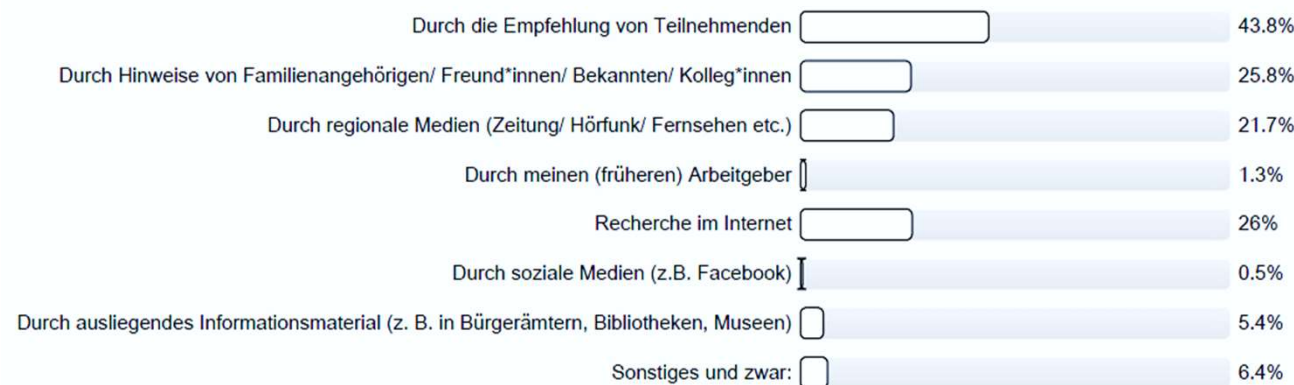 Durch die Empfehlung von Teilnehmenden 43.8%
Durch Hinweise von Familienangehörigen/ Freund*innen/ Bekannten/ Kolleg*innen 25.8%
Durch regionale Medien (Zeitung/ Hörfunk/ Fernsehen etc.) 21.7%
Durch meinen (früheren) Arbeitgeber 1.3%
Recherche im Internet 26%
Durch soziale Medien (z.B. Facebook) 0.5%
Durch ausliegendes Informationsmaterial (z. B. in Bürgerämtern, Bibliotheken, Museen) 5.4%
Sonstiges und zwar: 6.4%